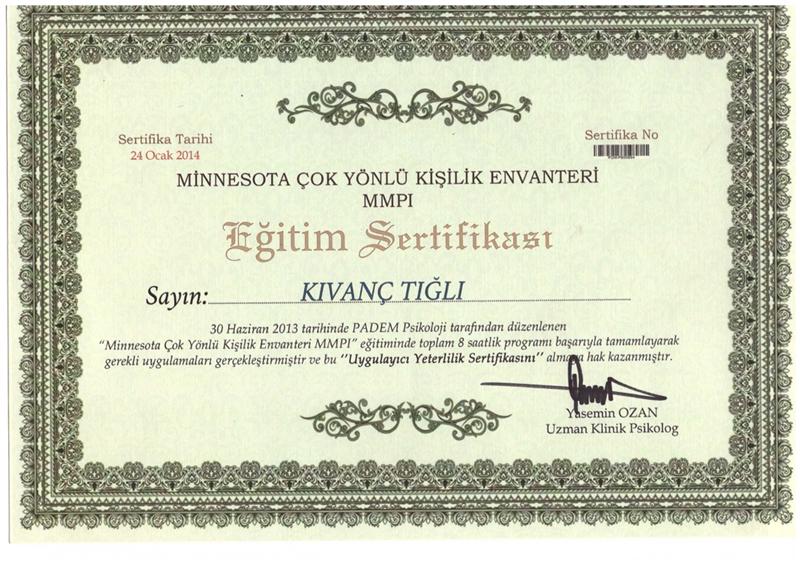 Sertifika Tarihi
24 Ocak 2014
Sertifika No
MİNNESOTA ÇOK YÖNLÜ KİŞİLİK ENVANTERİ
MMPI
Eğitim Sertifikası
Sayın: KIVANÇ TIĞLI
30 Haziran 2013 tarihinde PADEM Psikoloji tarafından düzenlenen
"Minnesota Çok Yönlü Kişilik Envanteri MMPI" eğitiminde toplam 8 saatlik programı başarıyla tamamlayarak
gerekli uygulamaları gerçekleştirmiştir ve bu ''Uygulayıcı Yeterlilik Sertifikasını'' almaya hak kazanmıştır.
Yasemin OZAN
Uzman Klinik Psikolog